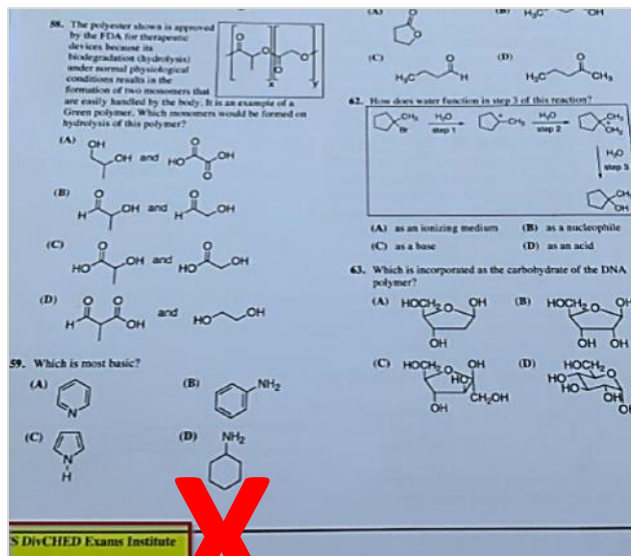 58. The polyester shown is approved
by the FDA for therapeutic
devices because its
biodegradation (hydrolysis)
under normal physiological
conditions results in the
formation of two monomers that
are easily handled by the body. It is an example of a
Green polymer. Which monomers would be formed on
hydrolysis of this polymer?
O
O
O
O
x
y
(A) OH
OH and HO
O
OH
O
(B) O
H
OH and H
O
OH
(C) O
HO
OH and HO
O
OH
(D) O O
H
OH
and
HO
OH
59. Which is most basic?
(A)
N
(B)
NH2
(C)
N
H
(D) NH2
X
S DivCHED Exams Institute
(A)
O
O
(B) H3C
OH
(C)
H3C
O
H
(D)
O
H3C
CH3
62. How does water function in step 3 of this reaction?
CH3
Br
H2O
step 1
CH3
H2O
step 2
CH3
H2O
step 3
CH3
OH
(A) as an ionizing medium
(B) as a nucleophile
(C) as a base
(D) as an acid
63. Which is incorporated as the carbohydrate of the DNA
polymer?
(A) HOCH2 O OH
OH
(B) HOCH2 O OH
OH OH
(C) HOCH2 O OH
HO
CH2OH
OH
(D) HOCH2
HO
HO
O
OH